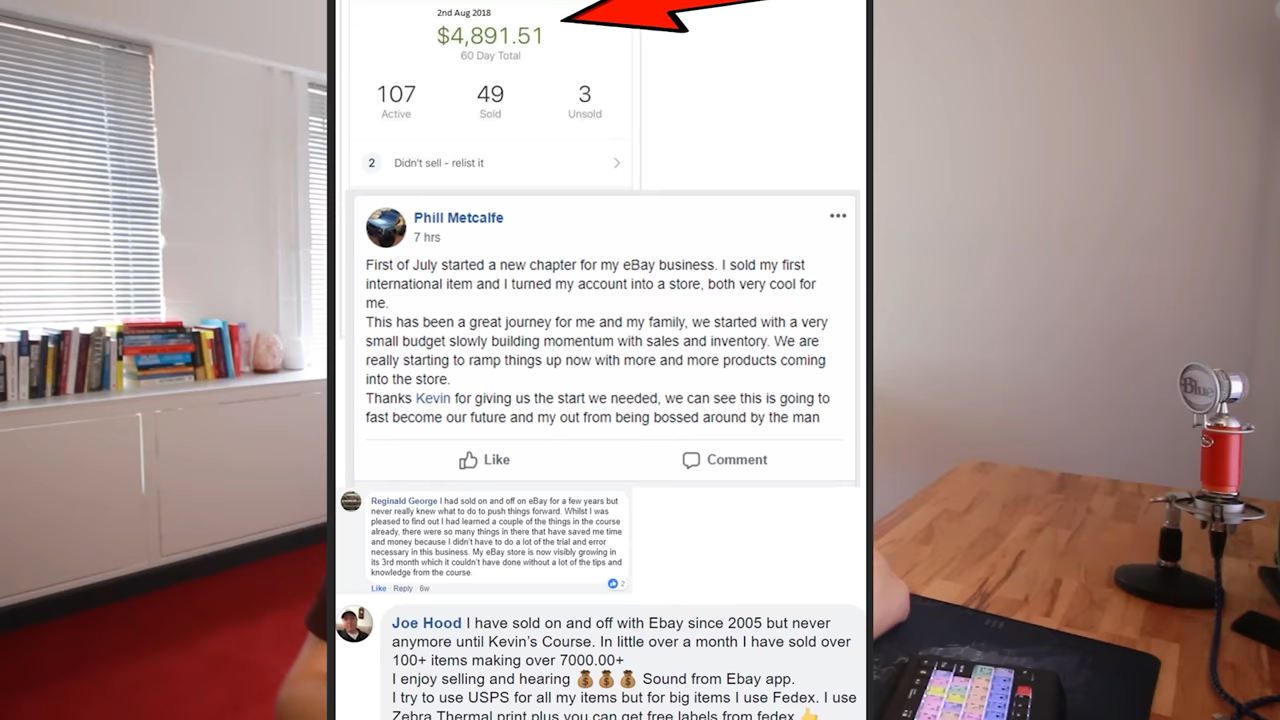 2nd Aug 2018
$4,891.51
60 Day Total
107
49
3
Active
Sold
Unsold
2 Didn't sell - relist it
Phill Metcalfe
7 hrs
First of July started a new chapter for my eBay business. I sold my first
international item and I turned my account into a store, both very cool for
me.
This has been a great journey for me and my family, we started with a very
small budget slowly building momentum with sales and inventory. We are
really starting to ramp things up now with more and more products coming
into the store.
Thanks Kevin for giving us the start we needed, we can see this is going to
fast become our future and my out from being bossed around by the man
Like
Comment
Reginald George I had sold on and off on eBay for a few years but
never really knew what to do to push things forward. Whilst I was
pleased to find out I had learned a couple of the things in the course
already, there were so many things in there that have saved me time
and money because I didn't have to do a lot of the trial and error
necessary in this business. My eBay store is now visibly growing in
its 3rd month which it couldn't have done without a lot of the tips and
knowledge from the course.
Like Reply 6w
2
Joe Hood I have sold on and off with Ebay since 2005 but never
anymore until Kevin's Course. In little over a month I have sold over
100+ items making over 7000.00+
I enjoy selling and hearing 💰💰💰 Sound from Ebay app.
I try to use USPS for all my items but for big items I use Fedex. I use
Zebra Thermal print plus you can get free labels from fedex 👍
Blue